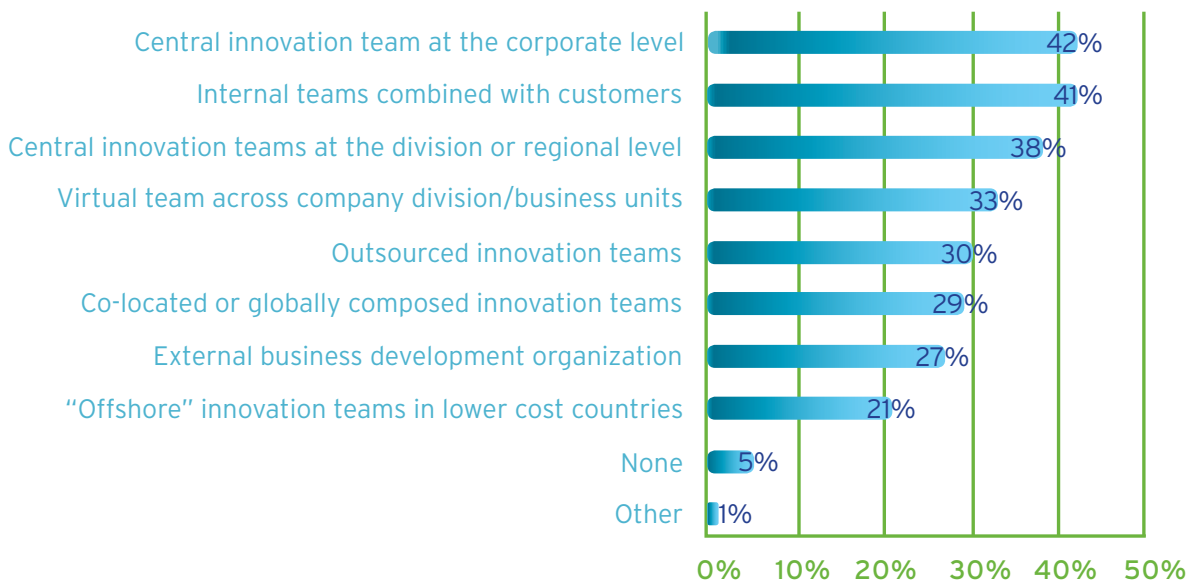 Central innovation team at the corporate level 42%
Internal teams combined with customers 41%
Central innovation teams at the division or regional level 38%
Virtual team across company division/business units 33%
Outsourced innovation teams 30%
Co-located or globally composed innovation teams 29%
External business development organization 27%
“Offshore” innovation teams in lower cost countries 21%
None 5%
Other 1%
0% 10% 20% 30% 40% 50%